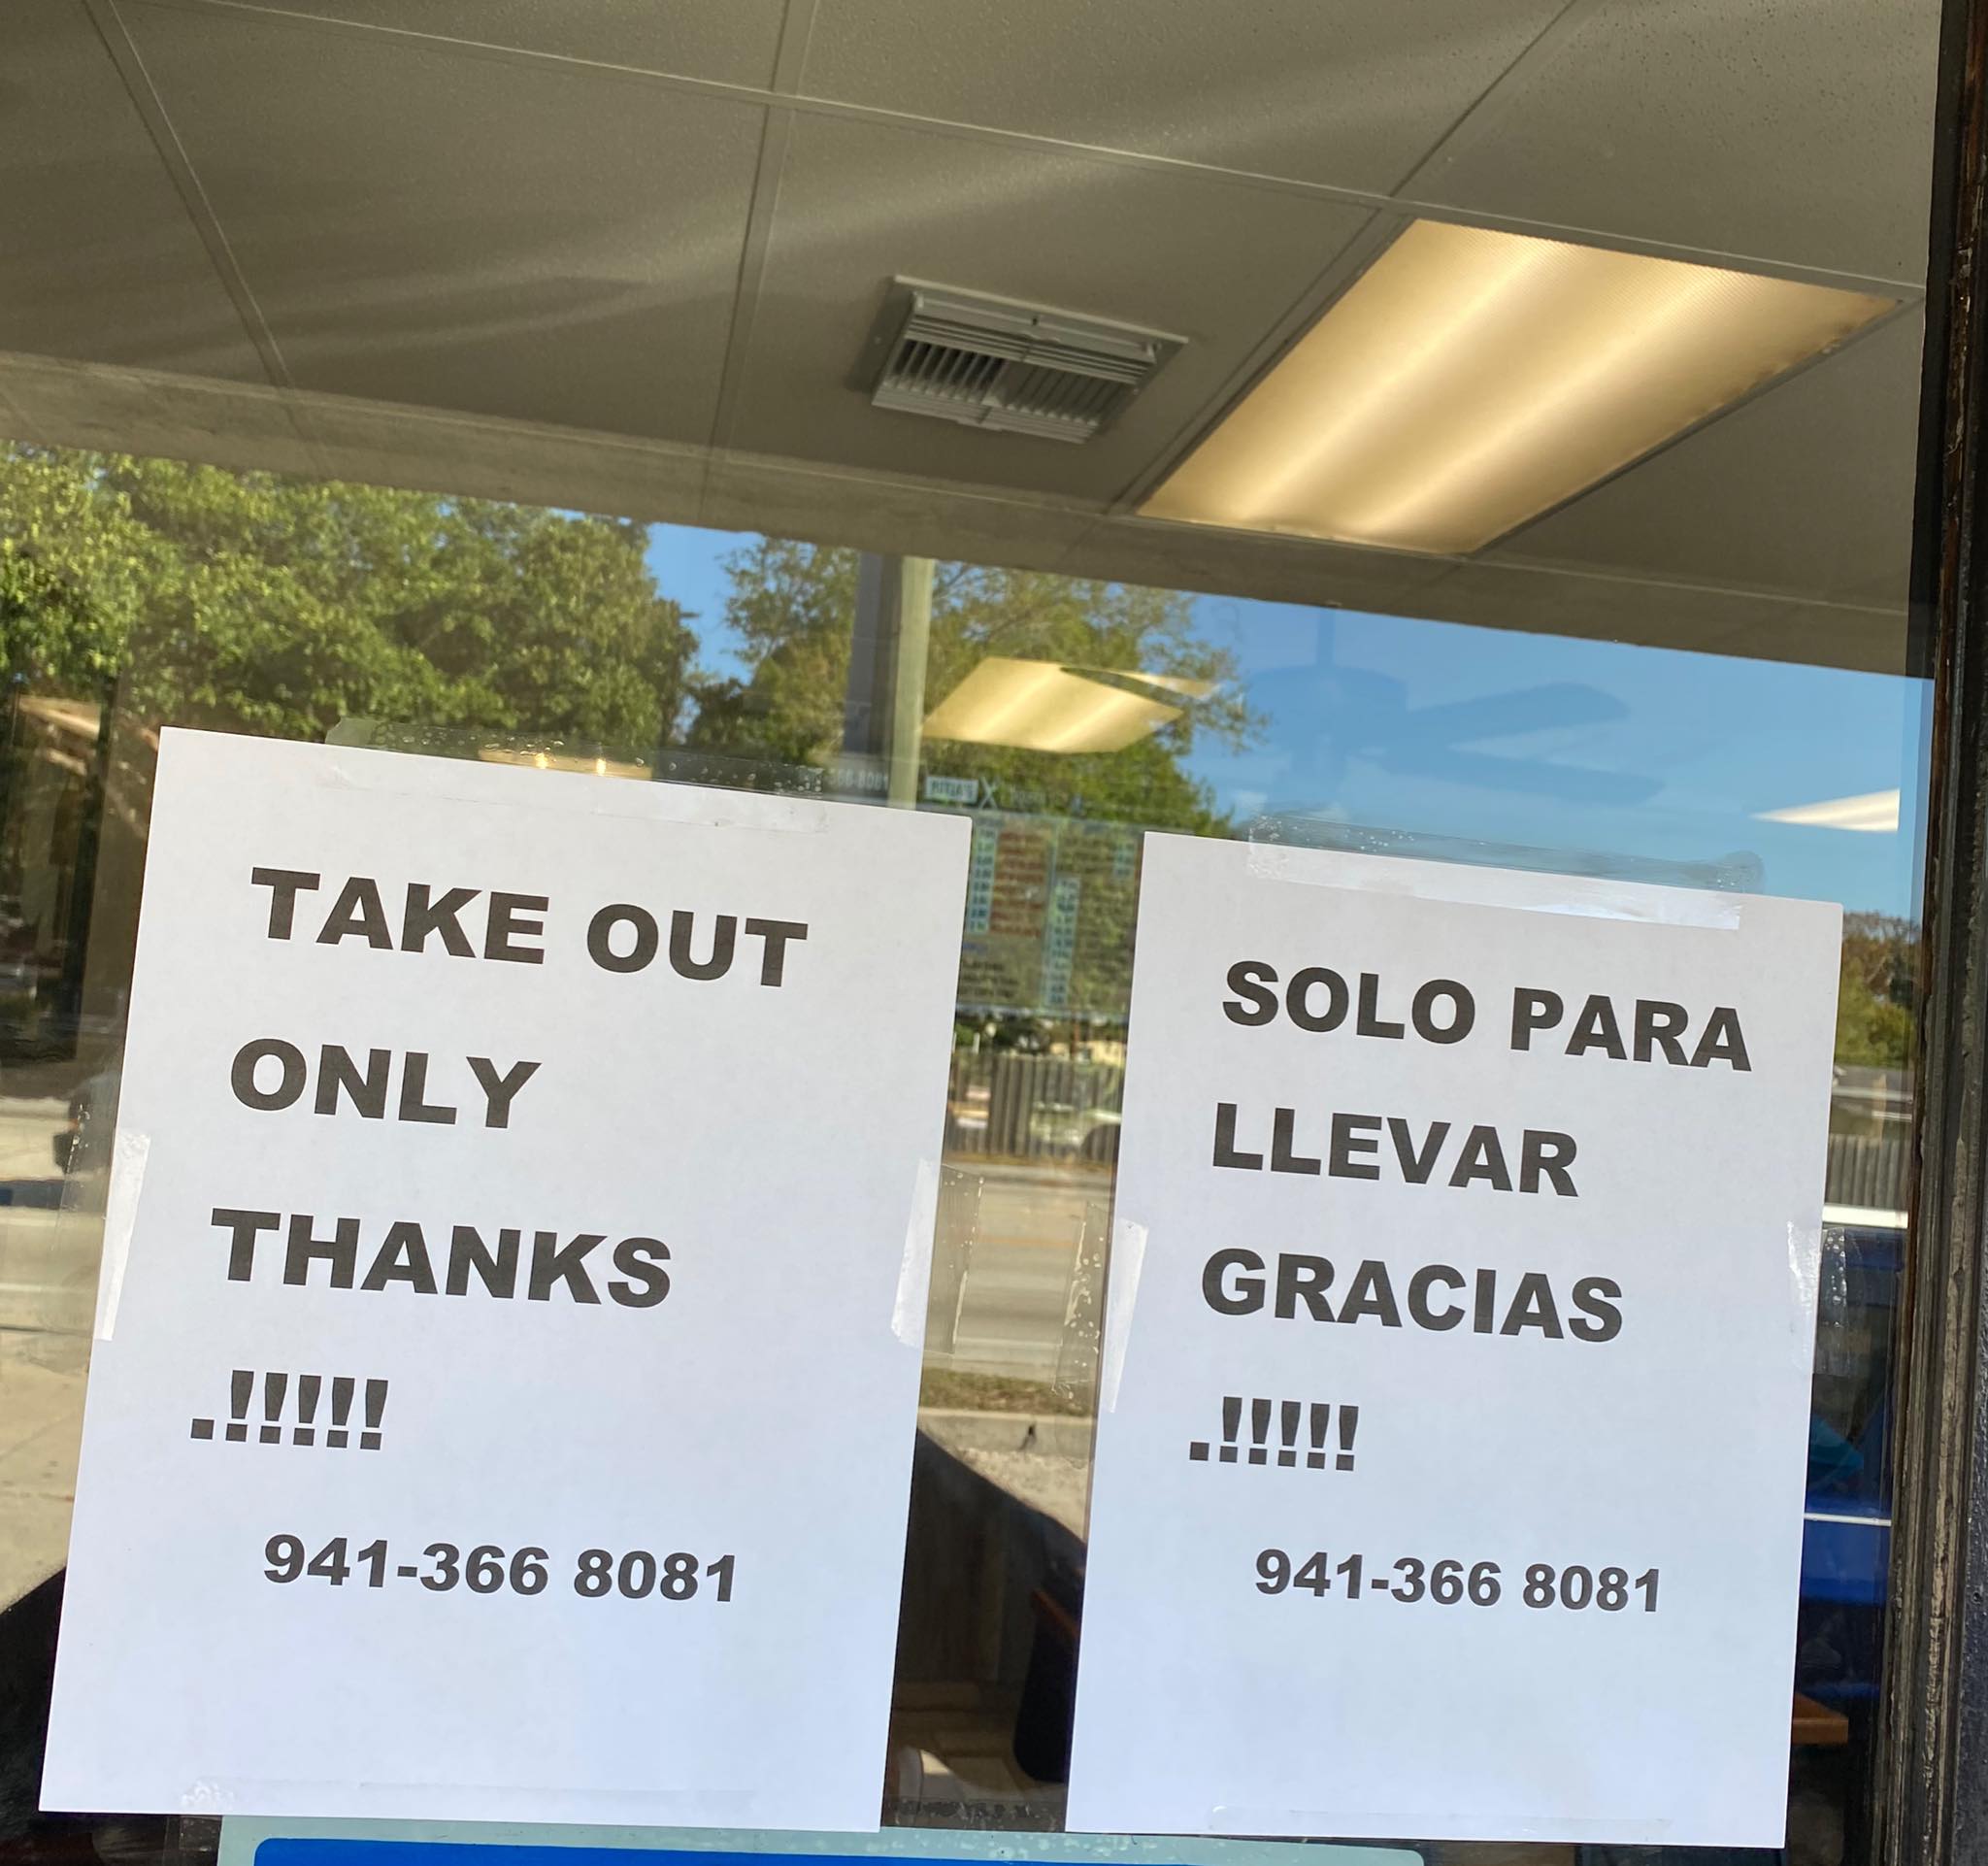 TAKE OUT
ONLY
THANKS
.!!!!!
941-366 8081
SOLO PARA
LLEVAR
GRACIAS
.!!!!!
941-366 8081